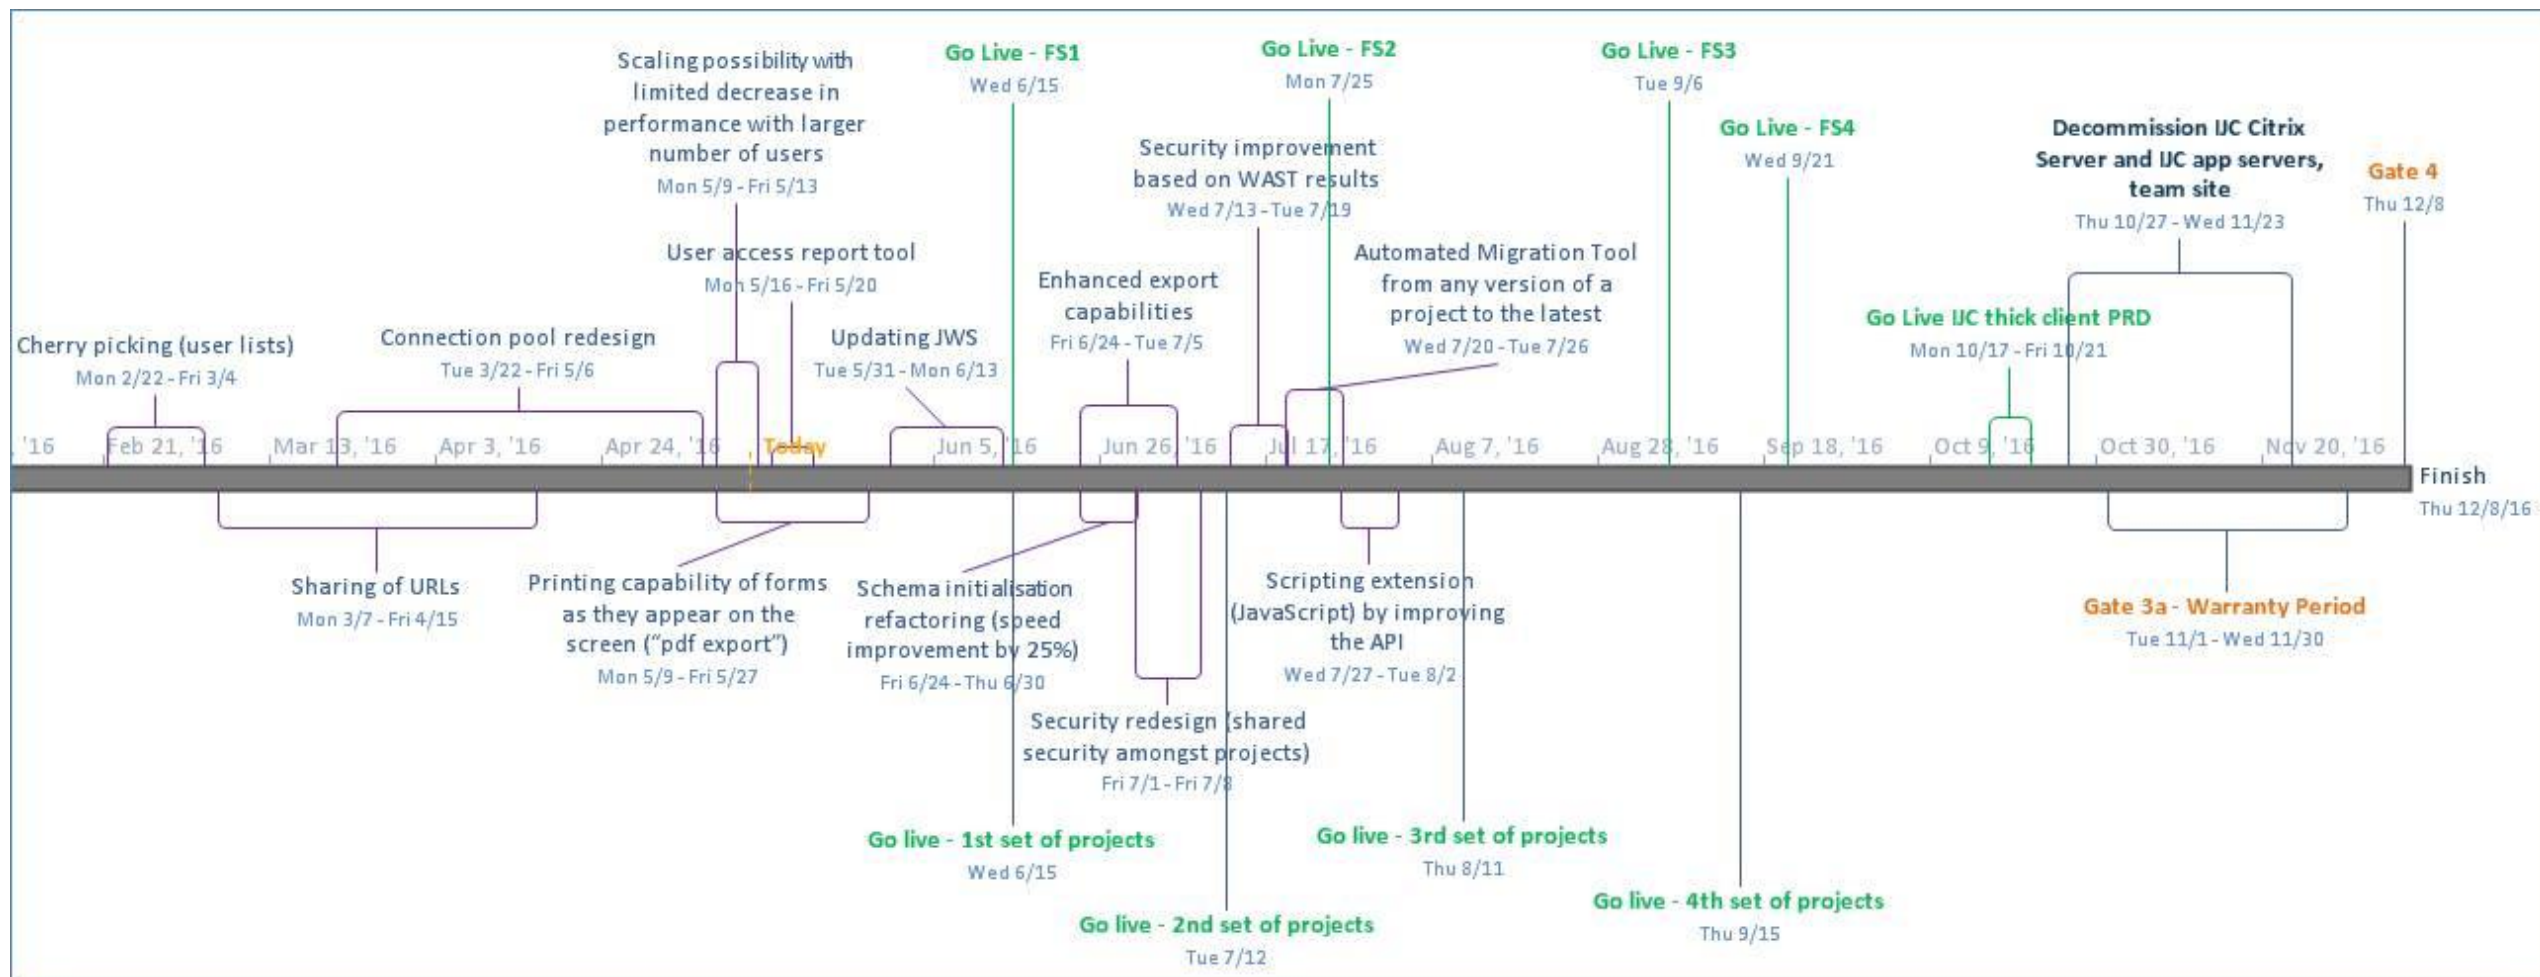 Scaling possibility with
limited decrease in
performance with larger
number of users
Mon 5/9 - Fri 5/13
Go Live - FS1
Wed 6/15
Go Live - FS2
Mon 7/25
Go Live - FS3
Tue 9/6
Go Live - FS4
Wed 9/21
Decommission IJC Citrix
Server and IJC app servers,
team site
Thu 10/27 - Wed 11/23
Gate 4
Thu 12/8
Security improvement
based on WAST results
Wed 7/13 - Tue 7/19
User access report tool
Mon 5/16 - Fri 5/20
Enhanced export
capabilities
Fri 6/24 - Tue 7/5
Automated Migration Tool
from any version of a
project to the latest
Wed 7/20 - Tue 7/26
Go Live IJC thick client PRD
Mon 10/17 - Fri 10/21
Cherry picking (user lists)
Mon 2/22 - Fri 3/4
Connection pool redesign
Tue 3/22 - Fri 5/6
Updating JWS
Tue 5/31 - Mon 6/13
, '16
Feb 21, '16
Mar 13, '16
Apr 3, '16
Apr 24, '16
Today
Jun 5, '16
Jun 26, '16
Jul 17, '16
Aug 7, '16
Aug 28, '16
Sep 18, '16
Oct 9, '16
Oct 30, '16
Nov 20, '16
Finish
Thu 12/8/16
Sharing of URLs
Mon 3/7 - Fri 4/15
Printing capability of forms
as they appear on the
screen (“pdf export”)
Mon 5/9 - Fri 5/27
Schema initialisation
refactoring (speed
improvement by 25%)
Fri 6/24 - Thu 6/30
Security redesign (shared
security amongst projects)
Fri 7/1 - Fri 7/8
Scripting extension
(JavaScript) by improving
the API
Wed 7/27 - Tue 8/2
Gate 3a - Warranty Period
Tue 11/1 - Wed 11/30
Go live - 1st set of projects
Wed 6/15
Go live - 2nd set of projects
Tue 7/12
Go live - 3rd set of projects
Thu 8/11
Go live - 4th set of projects
Thu 9/15